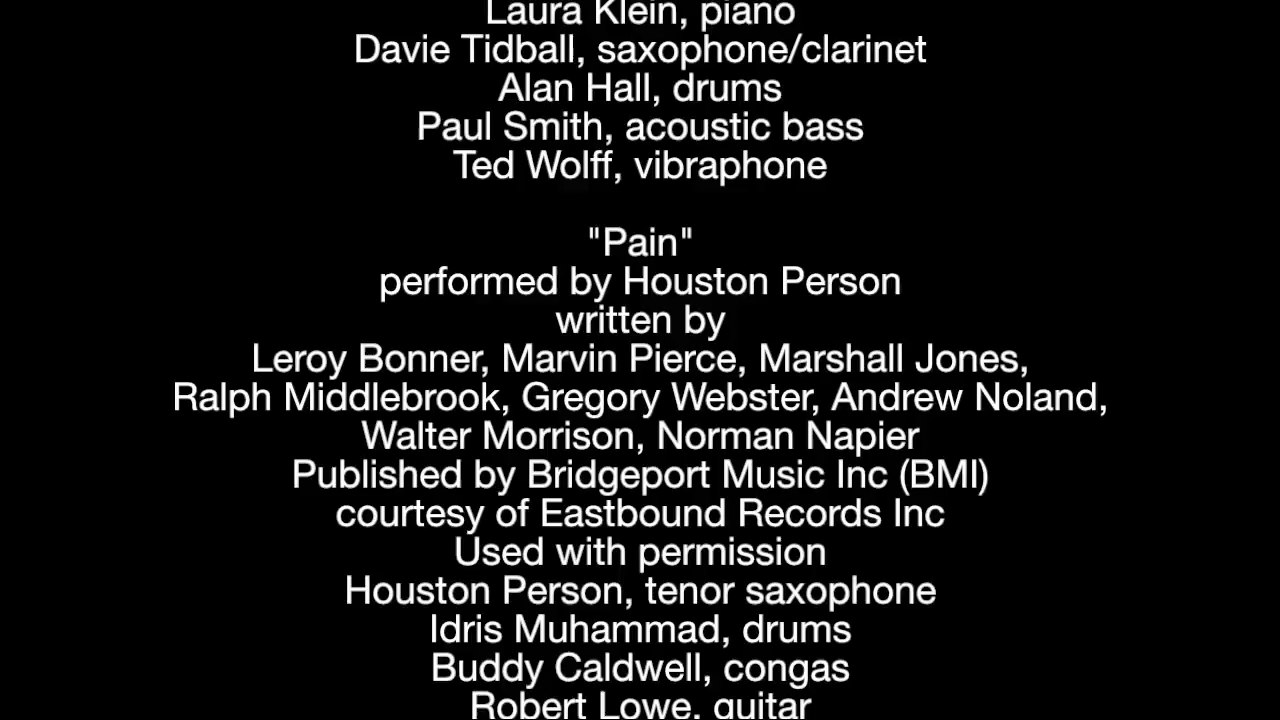 Laura Klein, piano
Davie Tidball, saxophone/clarinet
Alan Hall, drums
Paul Smith, acoustic bass
Ted Wolff, vibraphone
"Pain"
performed by Houston Person
written by
Leroy Bonner, Marvin Pierce, Marshall Jones,
Ralph Middlebrook, Gregory Webster, Andrew Noland,
Walter Morrison, Norman Napier
Published by Bridgeport Music Inc (BMI)
courtesy of Eastbound Records Inc
Used with permission
Houston Person, tenor saxophone
Idris Muhammad, drums
Buddy Caldwell, congas
Robert Lowe, guitar